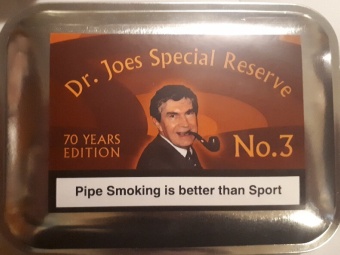 Dr. Joes Special Reserve
70 YEARS
EDITION
No.3
Pipe Smoking is better than Sport